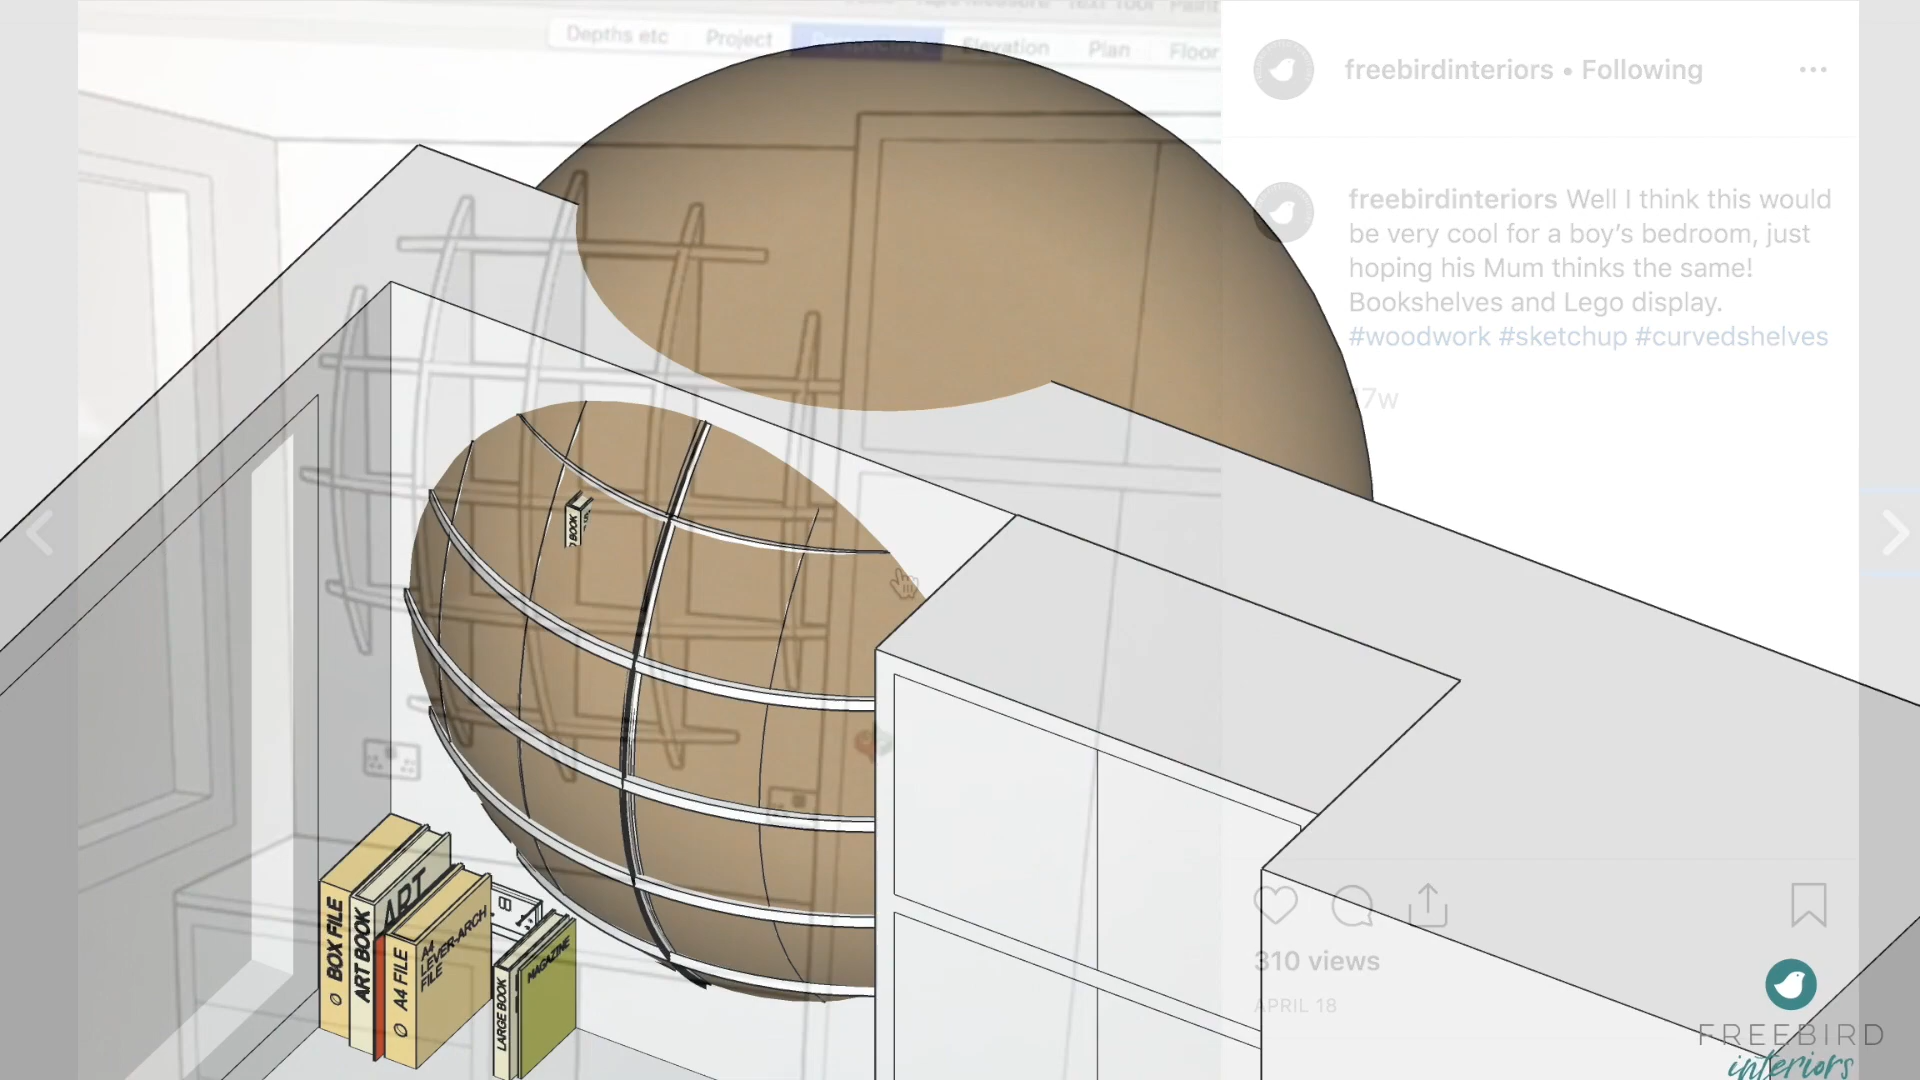 Text Tool
Depths etc
Project
Elevation
Plan
Floor
freebirdinteriors • Following
freebirdinteriors Well I think this would
be very cool for a boy’s bedroom, just
hoping his Mum thinks the same!
Bookshelves and Lego display.
#woodwork #sketchup #curvedshelves
7w
BOOK
BOX FILE
ART BOOK
ART
A4 FILE
A4
LEVER-ARCH
FILE
LARGE BOOK
MAGAZINE
310 views
APRIL 18
FREEBIRD
interiors